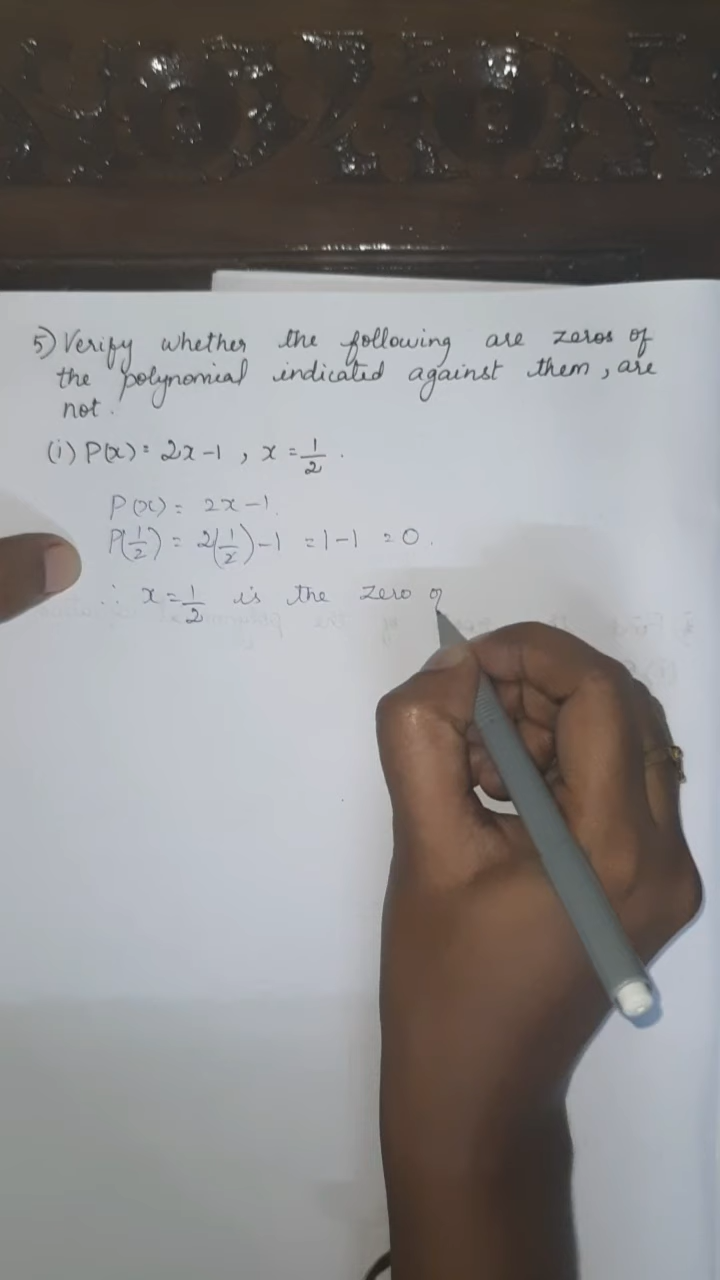 5) Verify whether the following are zeros of
the polynomial indicated against them, are
not.
(i) P(x) = 2x-1, x = 1/2.
P(x) = 2x-1.
P(1/2) = 2(1/2)-1 = 1-1 = 0.
∴ x = 1/2 is the zero of